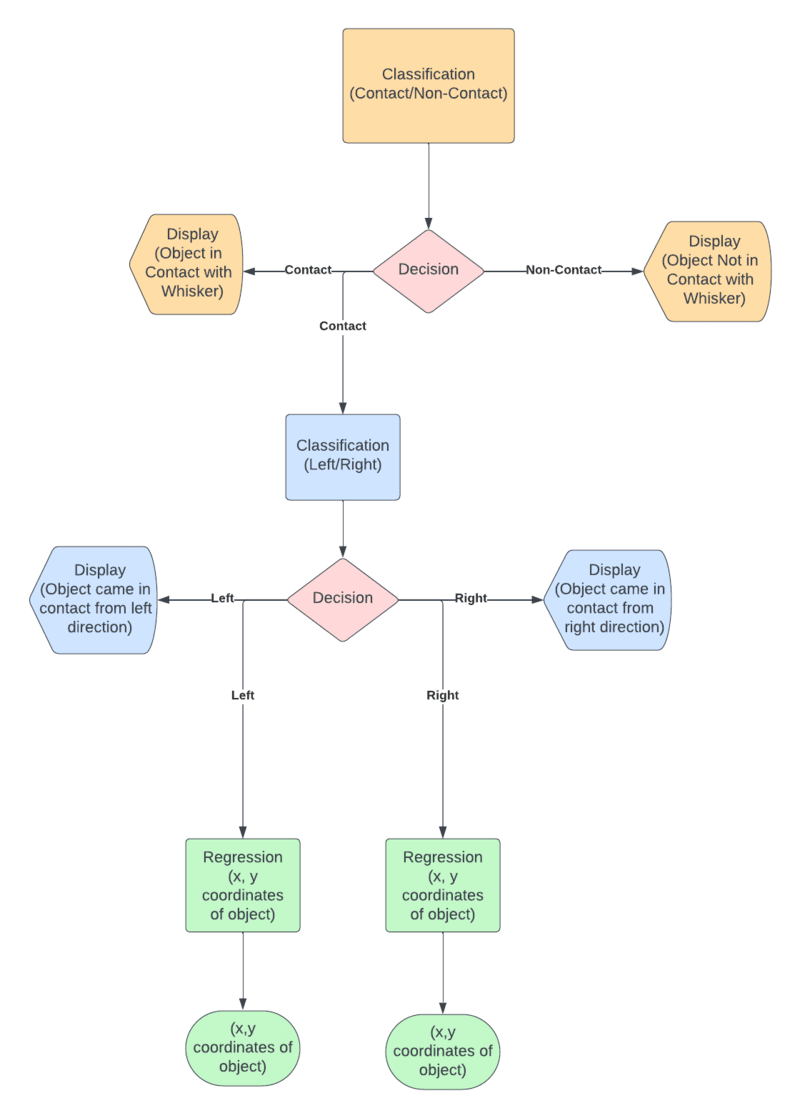 Classification
(Contact/Non-Contact)
Display
(Object in
Contact with
Whisker)
Contact
Decision
Non-Contact
Display
(Object Not in
Contact with
Whisker)
Contact
Classification
(Left/Right)
Display
(Object came in
contact from left
direction)
Left
Decision
Right
Display
(Object came in
contact from
right direction)
Left
Right
Regression
(x, y
coordinates
of object)
Regression
(x, y
coordinates
of object)
(x,y
coordinates of
object)
(x,y
coordinates of
object)